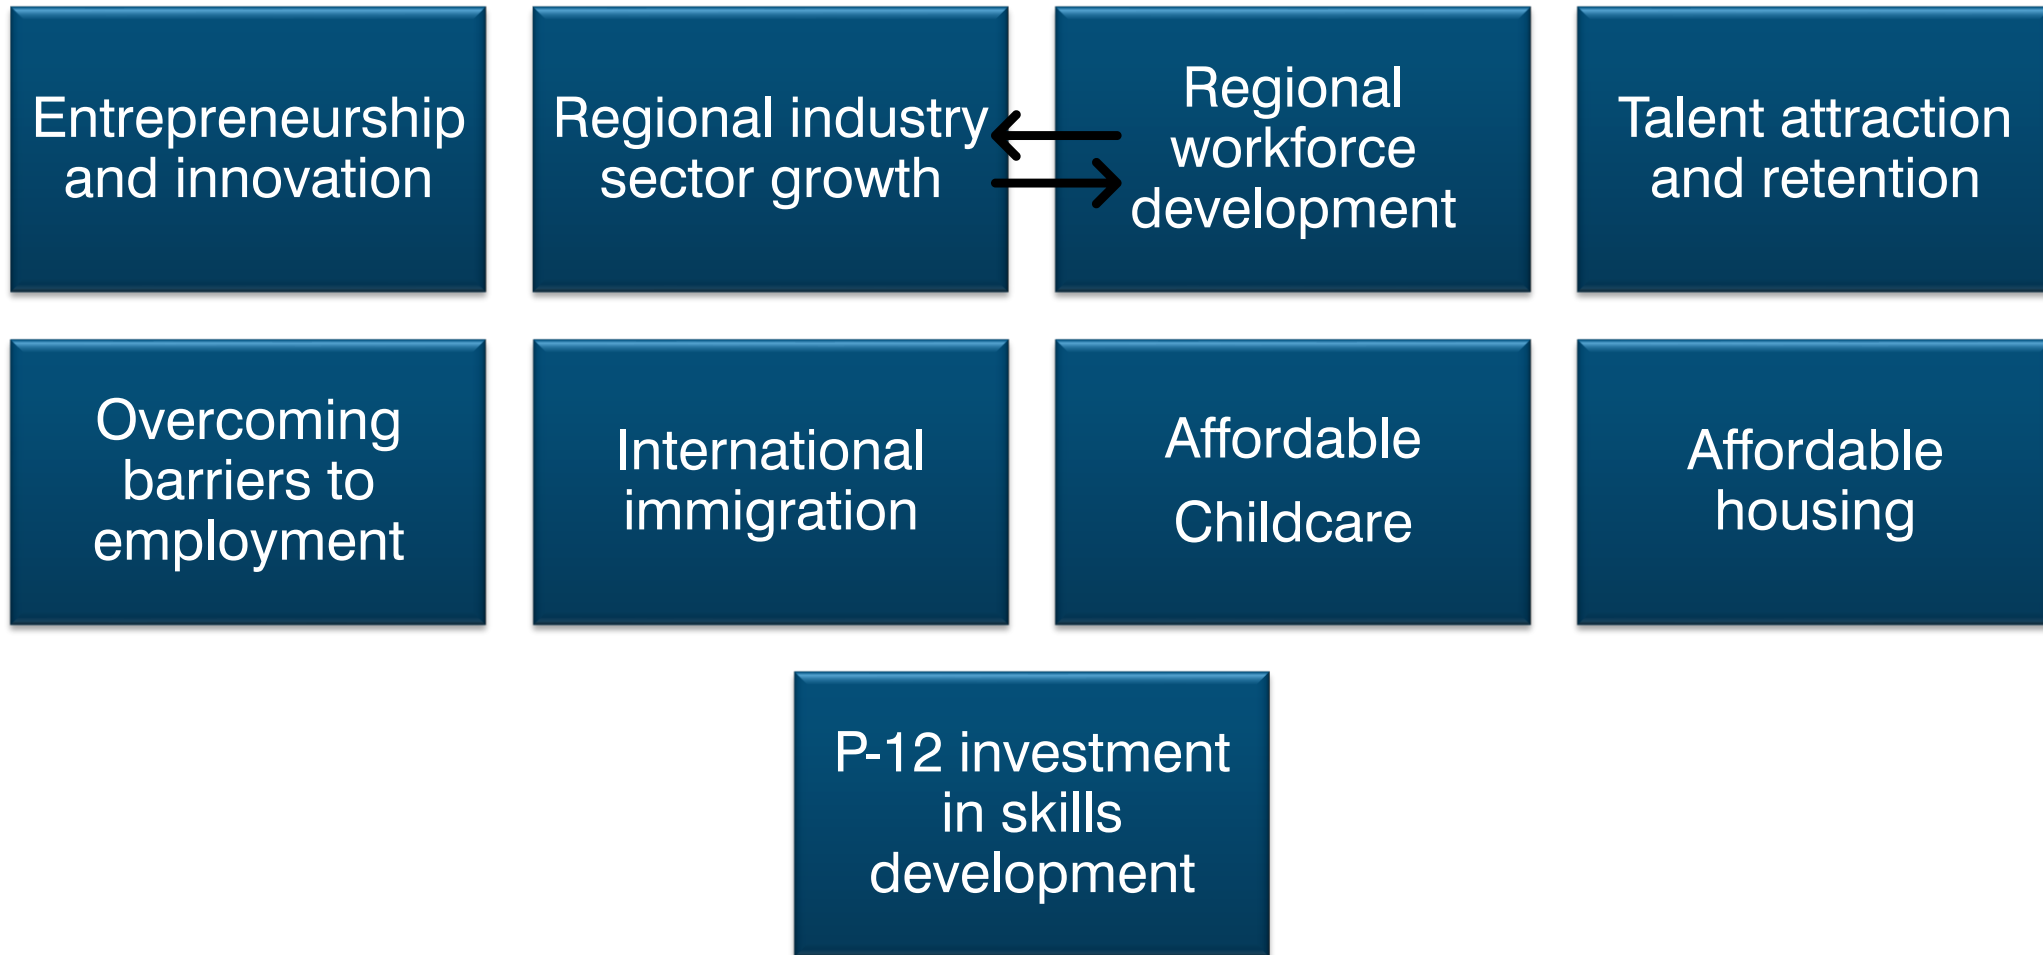 Entrepreneurship
and innovation
Regional industry
sector growth
Regional
workforce
development
Talent attraction
and retention
Overcoming
barriers to
employment
International
immigration
Affordable
Childcare
Affordable
housing
P-12 investment
in skills
development